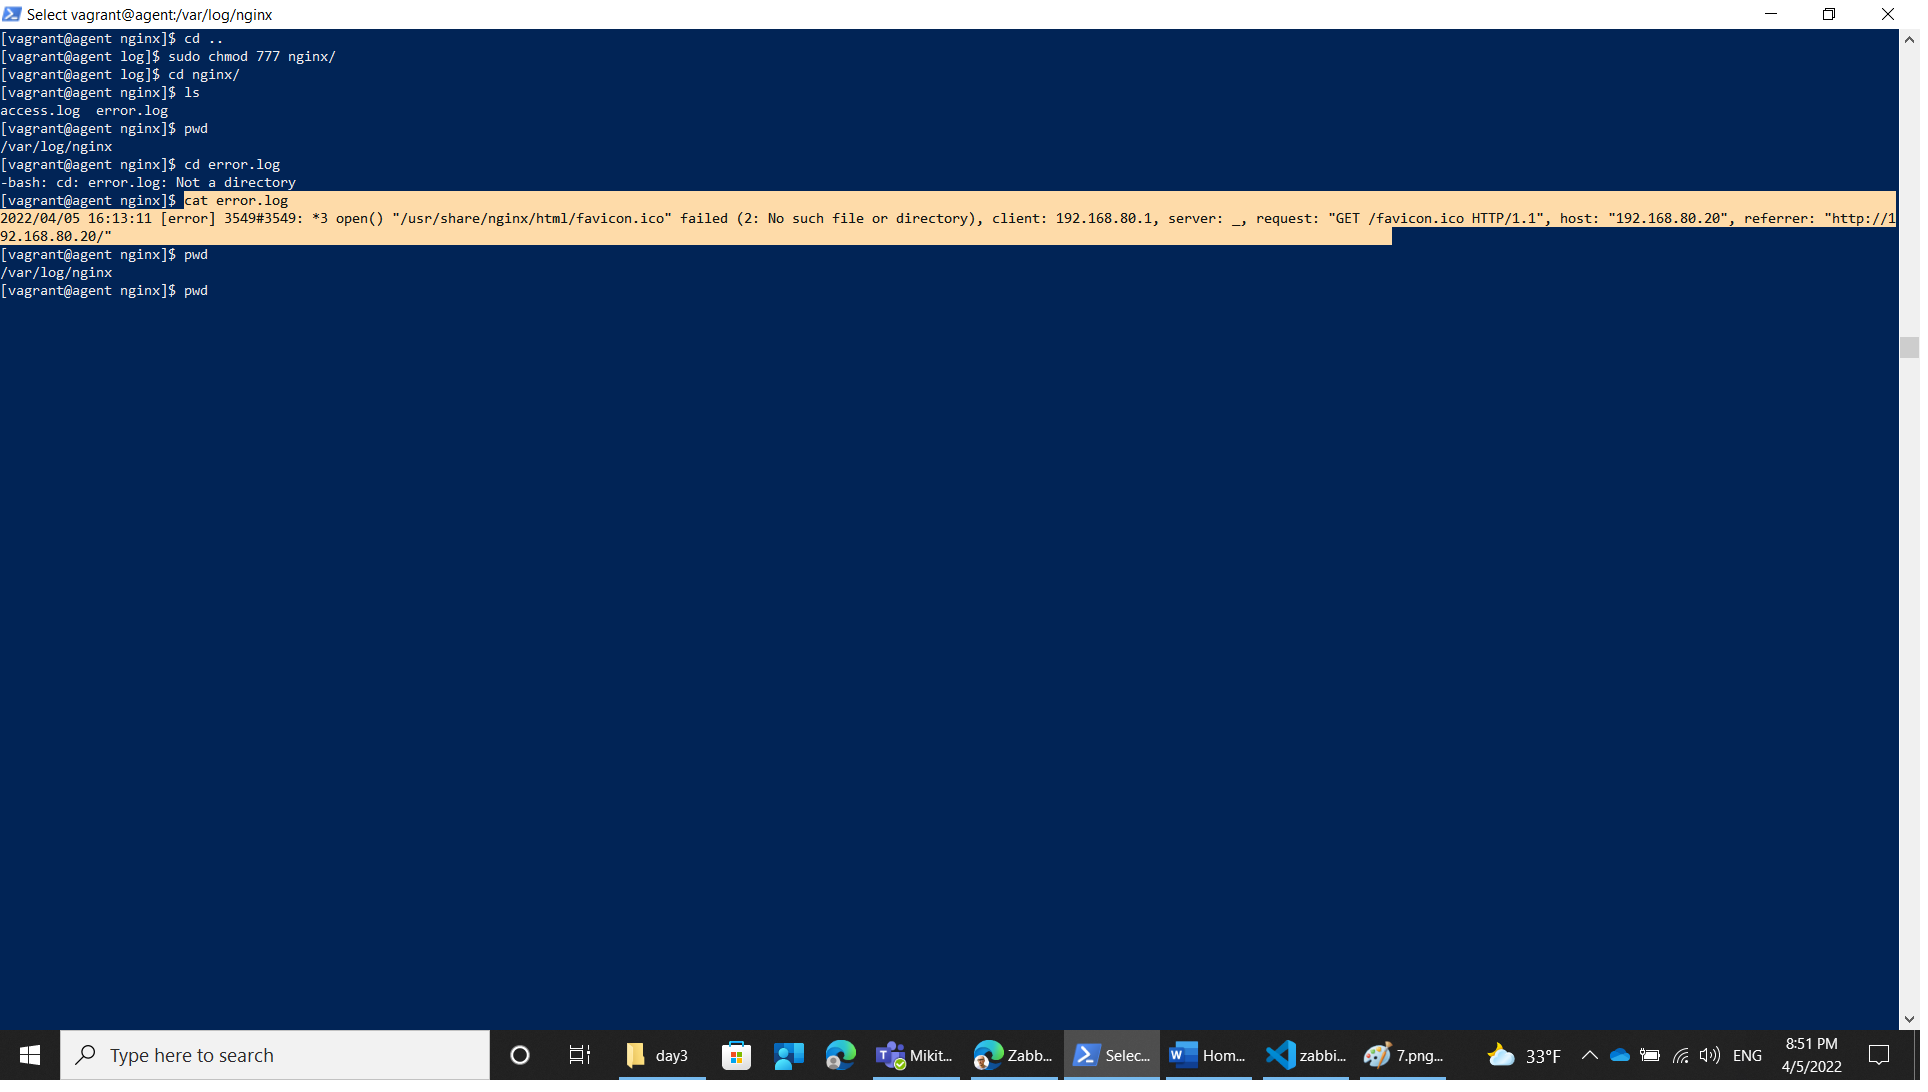 Select vagrant@agent:/var/log/nginx
[vagrant@agent nginx]$ cd ..
[vagrant@agent log]$ sudo chmod 777 nginx/
[vagrant@agent log]$ cd nginx/
[vagrant@agent nginx]$ ls
access.log  error.log
[vagrant@agent nginx]$ pwd
/var/log/nginx
[vagrant@agent nginx]$ cd error.log
-bash: cd: error.log: Not a directory
[vagrant@agent nginx]$ cat error.log
2022/04/05 16:13:11 [error] 3549#3549: *3 open() "/usr/share/nginx/html/favicon.ico" failed (2: No such file or directory), client: 192.168.80.1, server: _, request: "GET /favicon.ico HTTP/1.1", host: "192.168.80.20", referrer: "http://1
92.168.80.20/"
[vagrant@agent nginx]$ pwd
/var/log/nginx
[vagrant@agent nginx]$ pwd
Type here to search
day3
Mikit...
Zabb...
Selec...
Hom...
zabbi...
7.png...
33°F
ENG
8:51 PM
4/5/2022